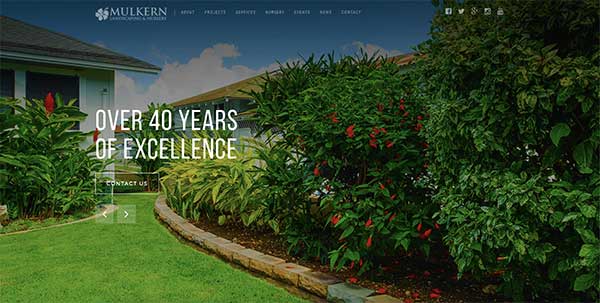 MULKERN
LANDSCAPING & NURSERY
ABOUT PROJECTS SERVICES NURSERY EVENTS NEWS CONTACT
OVER 40 YEARS
OF EXCELLENCE
CONTACT US